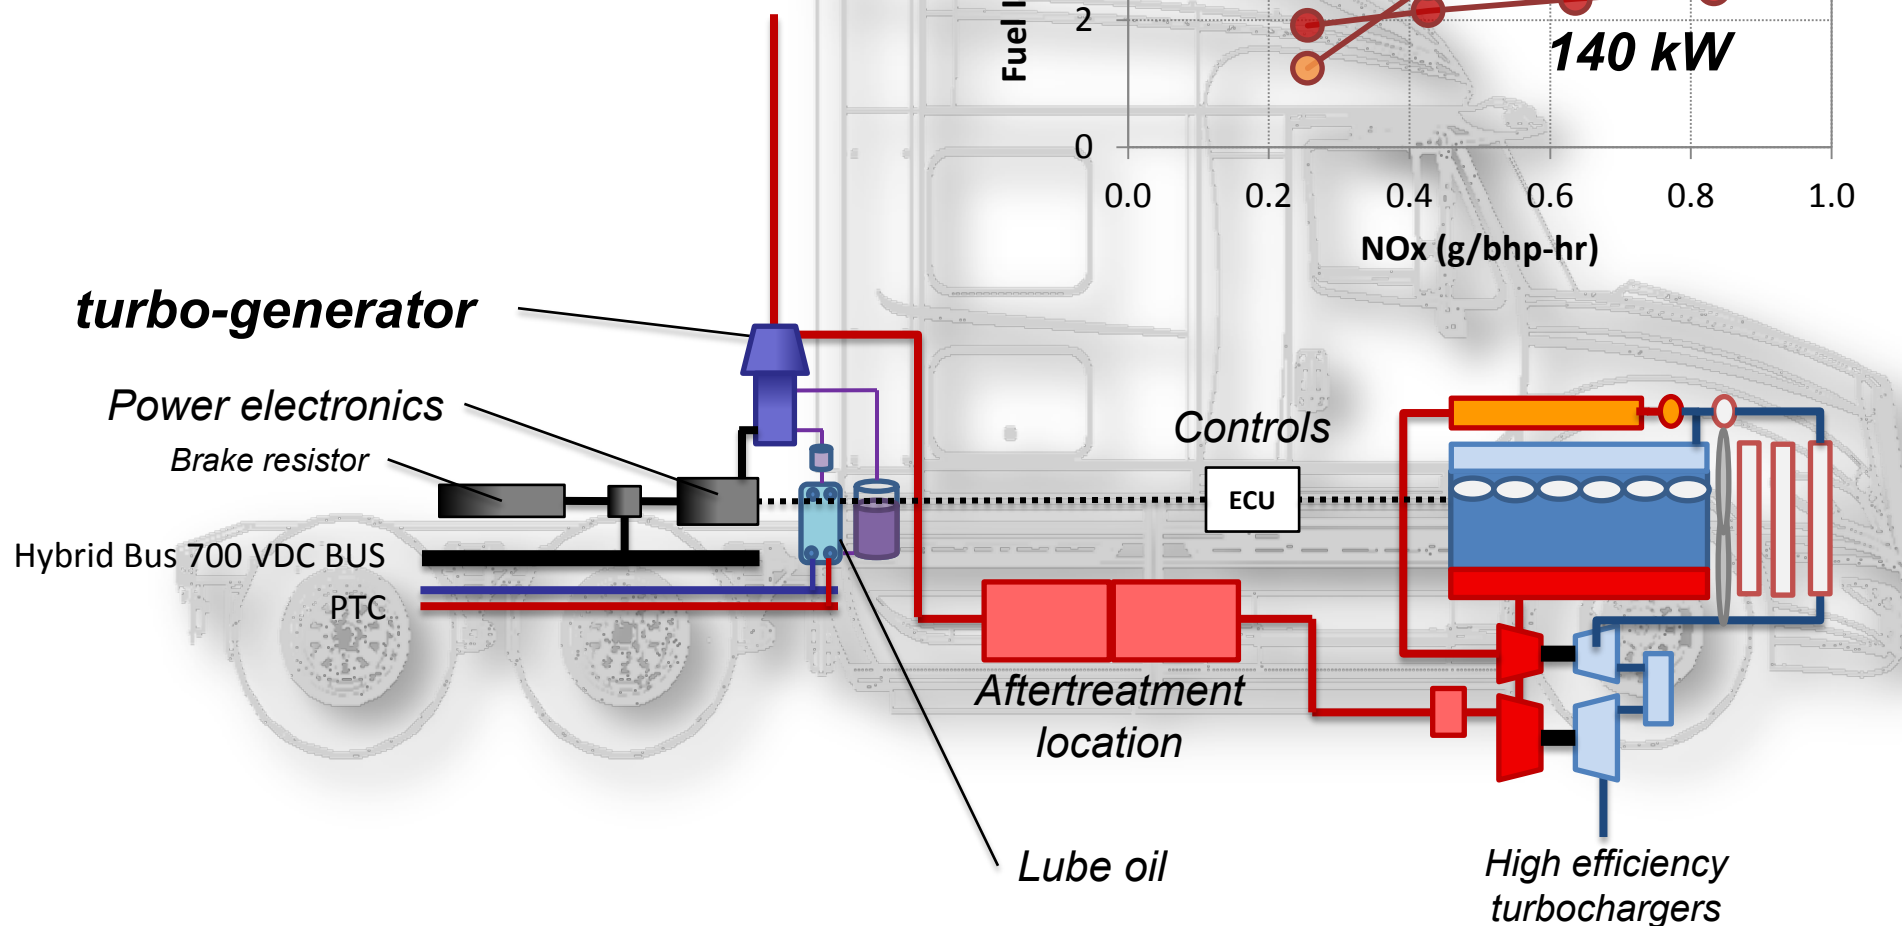 Fuel
2
140 kW
0
0.0 0.2 0.4 0.6 0.8 1.0
NOx (g/bhp-hr)
turbo-generator
Power electronics
Brake resistor
Controls
ECU
Hybrid Bus 700 VDC BUS
PTC
Aftertreatment
location
Lube oil
High efficiency
turbochargers